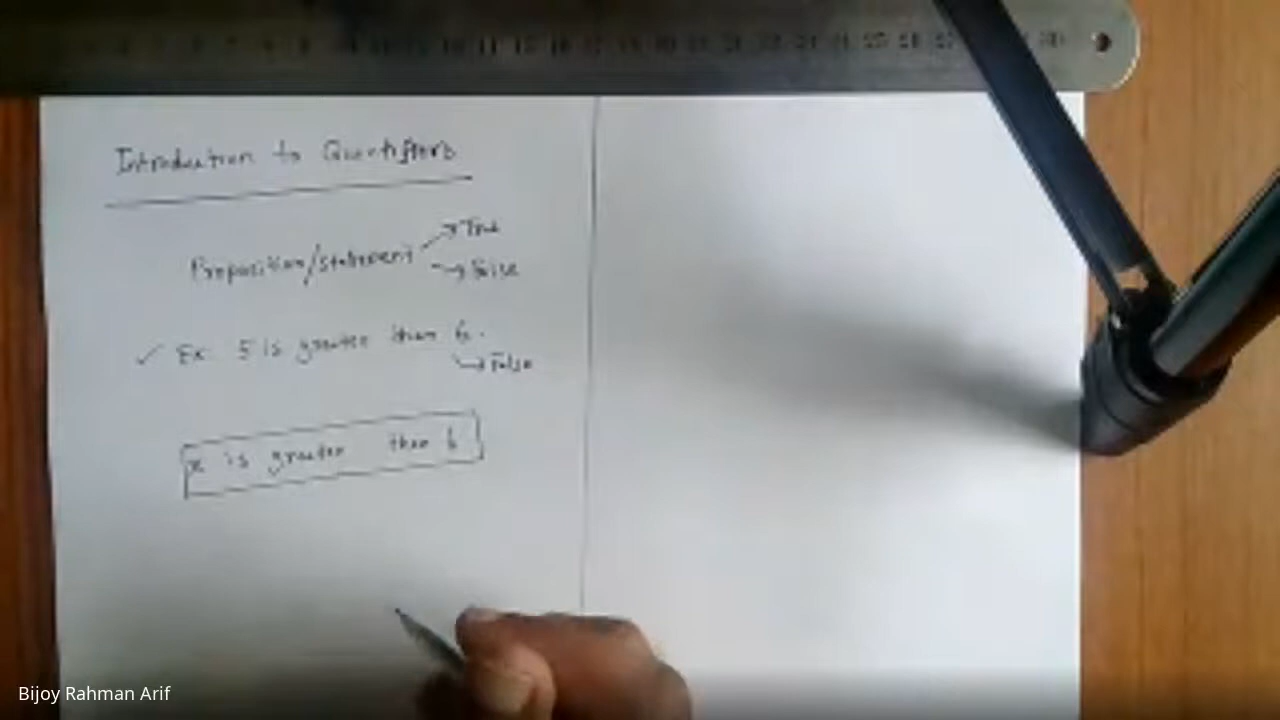 Introduction to Quantifiers
Proposition/statement → True
→ False
✓ Ex: 5 is greater than 6.
→ False
x is greater than 6
Bijoy Rahman Arif